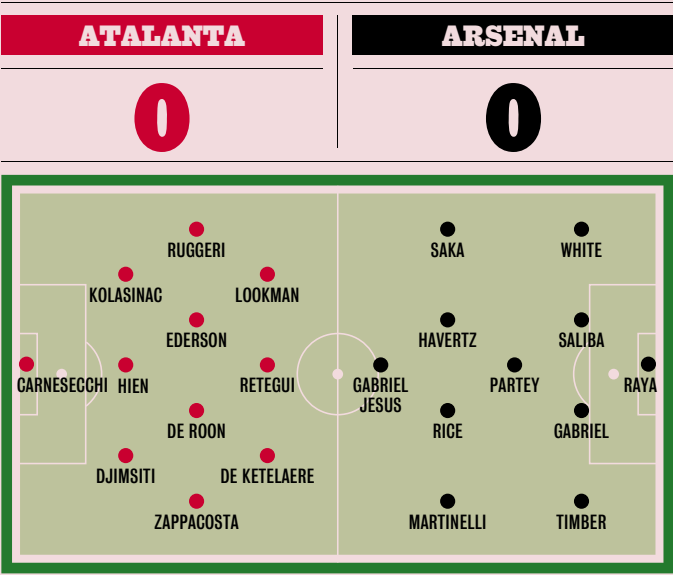 ATALANTA
ARSENAL
0
0
RUGGERI
SAKA
WHITE
KOLASINAC
LOOKMAN
EDERSON
HAVERTZ
SALIBA
CARNESECCHI
HIEN
RETEGUI
GABRIEL
JESUS
PARTEY
RAYA
DE ROON
RICE
GABRIEL
DJIMSITI
DE KETELAERE
ZAPPACOSTA
MARTINELLI
TIMBER